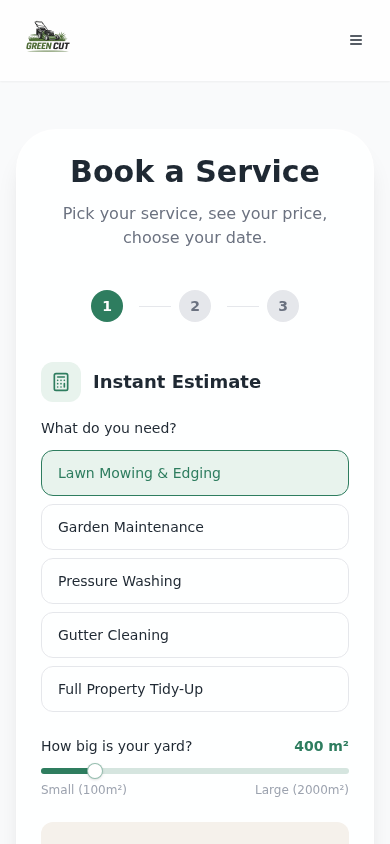 GREEN CUT
Book a Service
Pick your service, see your price,
choose your date.
1 2 3
Instant Estimate
What do you need?
Lawn Mowing & Edging
Garden Maintenance
Pressure Washing
Gutter Cleaning
Full Property Tidy-Up
How big is your yard? 400 m²
Small (100m²) Large (2000m²)